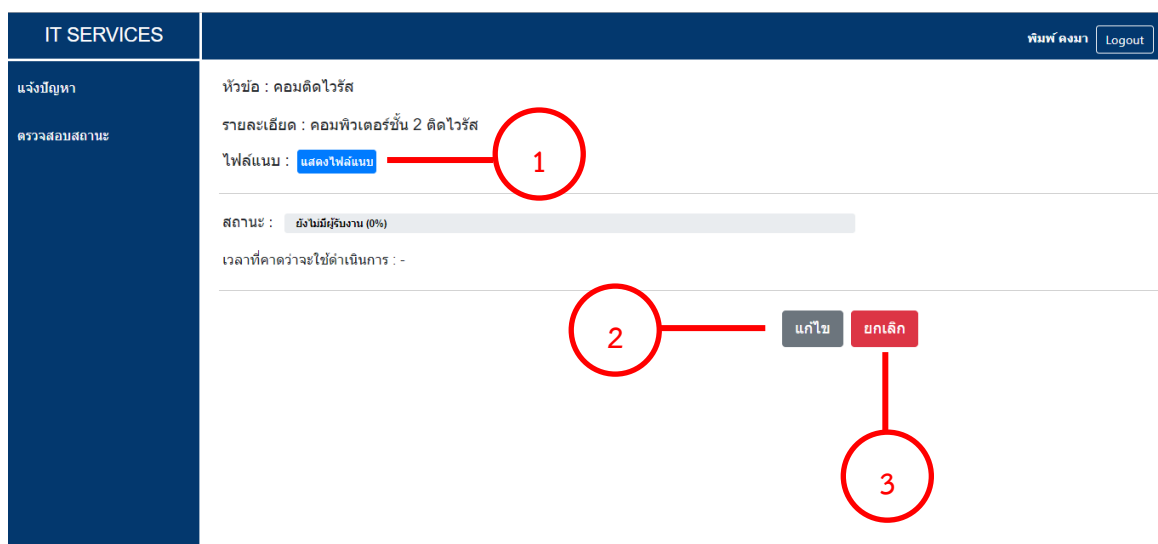 IT SERVICES
พิมพ์ คงมา Logout
แจ้งปัญหา
ตรวจสอบสถานะ
หัวข้อ : คอมติดไวรัส
รายละเอียด : คอมพิวเตอร์ชั้น 2 ติดไวรัส
ไฟล์แนบ : แสดงไฟล์แนบ
1
สถานะ : ยังไม่มีผู้รับงาน (0%)
เวลาที่คาดว่าจะใช้ดำเนินการ : -
2
แก้ไข ยกเลิก
3